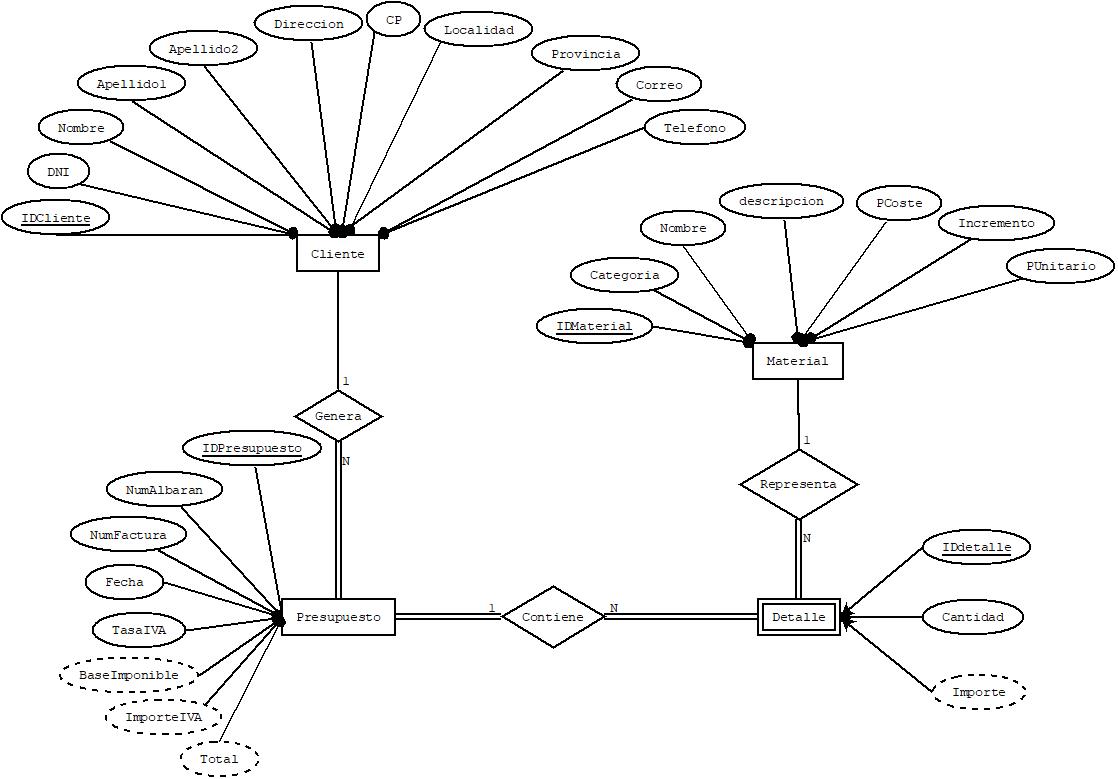 CP
Direccion
Localidad
Apellido2
Provincia
Apellido1
Correo
Nombre
Telefono
DNI
IDCliente
Cliente
descripcion
PCoste
Nombre
Incremento
Categoria
PUnitario
IDMaterial
Material
1
Genera
N
1
Representa
N
IDPresupuesto
NumAlbaran
NumFactura
Fecha
TasaIVA
BaseImponible
ImporteIVA
Total
Presupuesto
1
Contiene
N
Detalle
IDdetalle
Cantidad
Importe